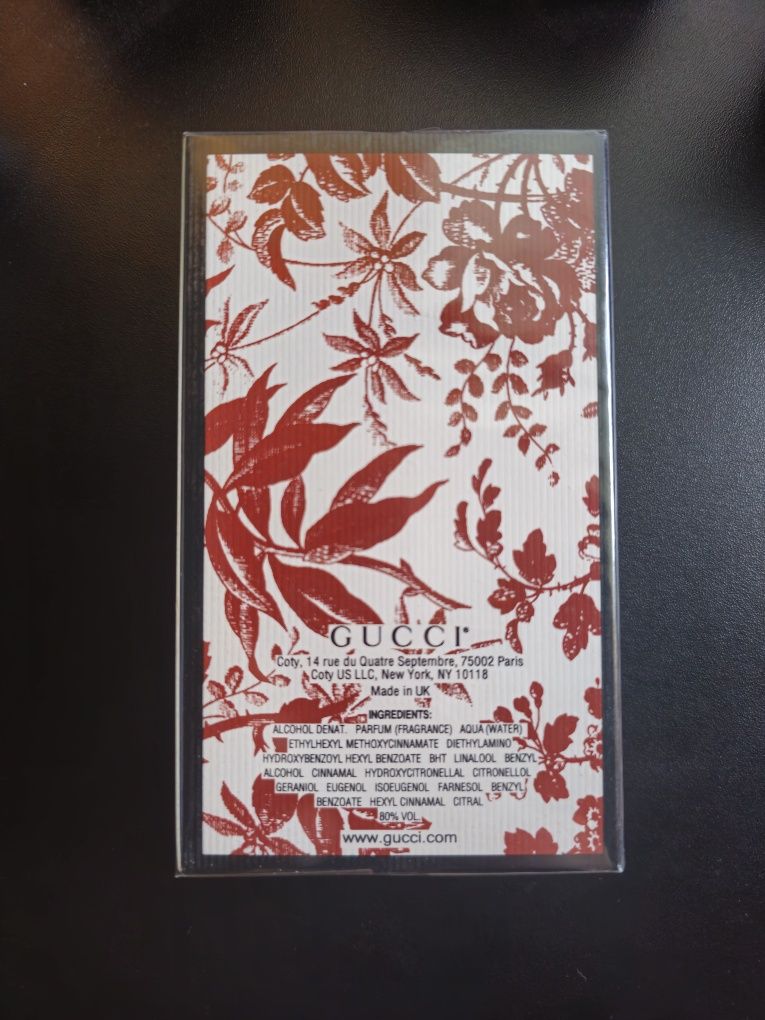 GUCCI®
Coty, 14 rue du Quatre Septembre, 75002 Paris
Coty US LLC, New York, NY 10118
Made in UK
INGREDIENTS:
ALCOHOL DENAT. PARFUM (FRAGRANCE) AQUA (WATER)
ETHYLHEXYL METHOXYCINNAMATE DIETHYLAMINO
HYDROXYBENZOYL HEXYL BENZOATE BHT LINALOOL BENZYL
ALCOHOL CINNAMAL HYDROXYCITRONELLAL CITRONELLOL
GERANIOL EUGENOL ISOEUGENOL FARNESOL BENZYL
BENZOATE HEXYL CINNAMAL CITRAL
80% VOL.
www.gucci.com